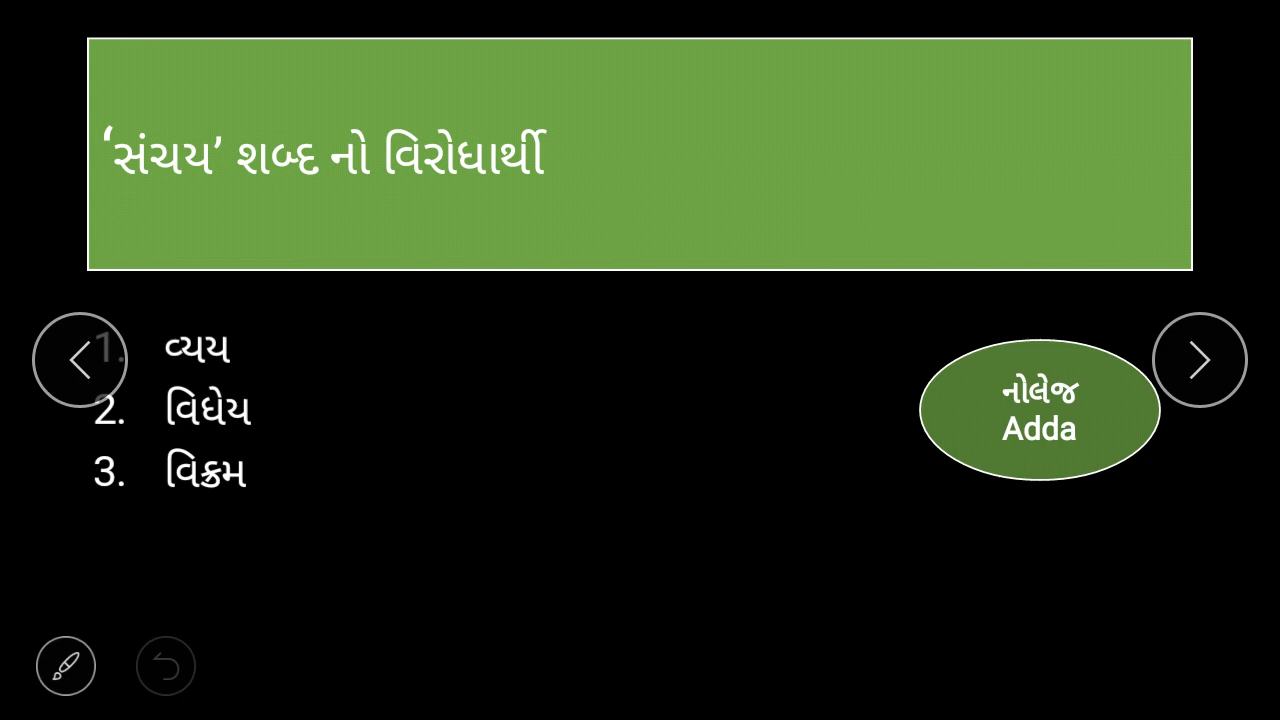 ‘સંચય’ શબ્દ નો વિરોધાર્થી
1. વ્યય
2. વિધેય
3. વિક્રમ
નોલેજ
Adda